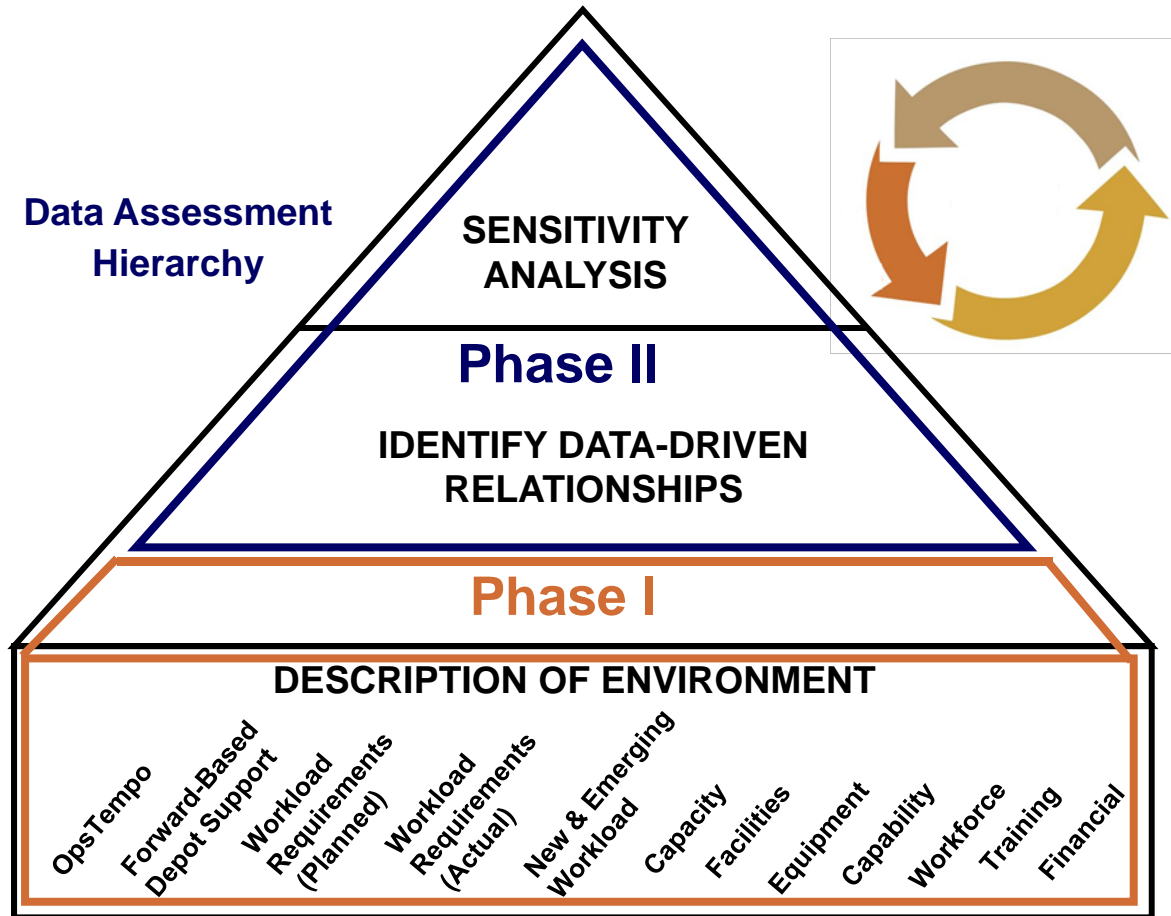 Data Assessment
Hierarchy
SENSITIVITY
ANALYSIS
Phase II
IDENTIFY DATA-DRIVEN
RELATIONSHIPS
Phase I
DESCRIPTION OF ENVIRONMENT
OpsTempo
Forward-Based
Depot Support
Workload
Requirements
(Planned)
Workload
Requirements
(Actual)
New & Emerging
Workload
Capacity
Facilities
Equipment
Capability
Workforce
Training
Financial